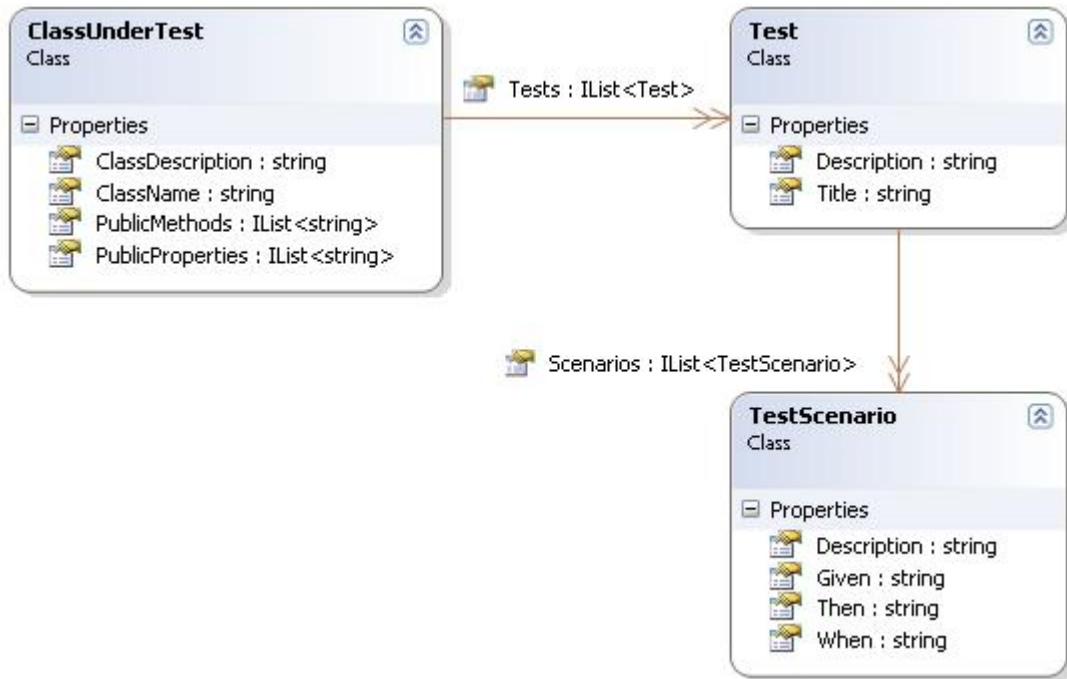 ClassUnderTest
Class
Properties
ClassDescription : string
ClassName : string
PublicMethods : IList<string>
PublicProperties : IList<string>
Tests : IList<Test>
Test
Class
Properties
Description : string
Title : string
Scenarios : IList<TestScenario>
TestScenario
Class
Properties
Description : string
Given : string
Then : string
When : string